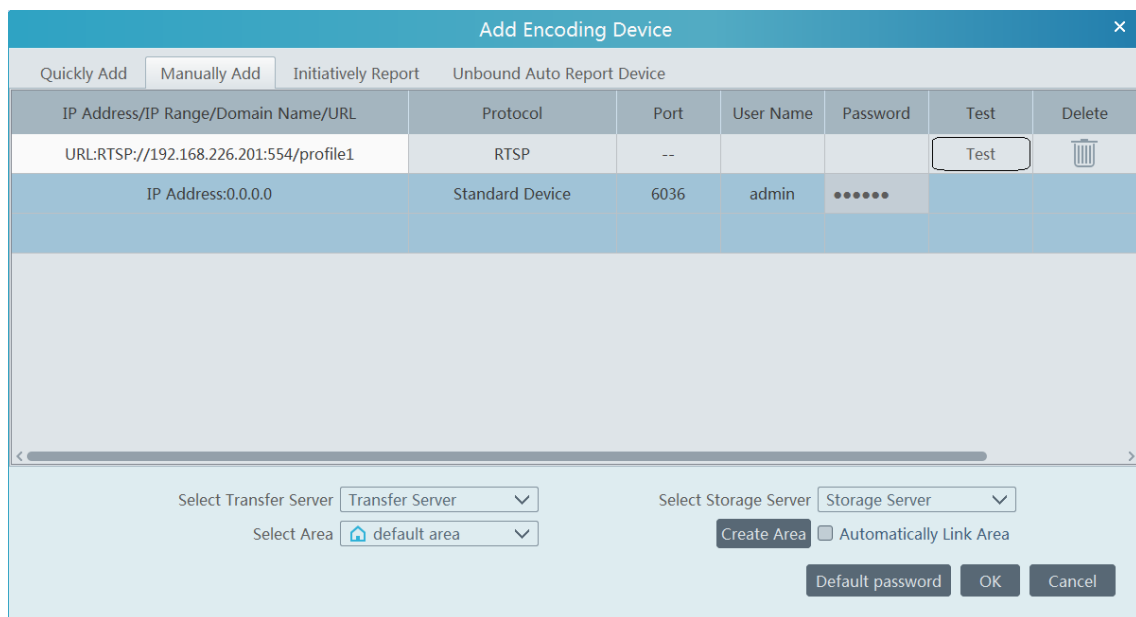 Add Encoding Device
Quickly Add Manually Add Initiatively Report Unbound Auto Report Device
IP Address/IP Range/Domain Name/URL Protocol Port User Name Password Test Delete
URL:RTSP://192.168.226.201:554/profile1 RTSP -- Test
IP Address:0.0.0.0 Standard Device 6036 admin ●●●●●●
Select Transfer Server Transfer Server Select Storage Server Storage Server
Select Area default area Create Area Automatically Link Area
Default password OK Cancel